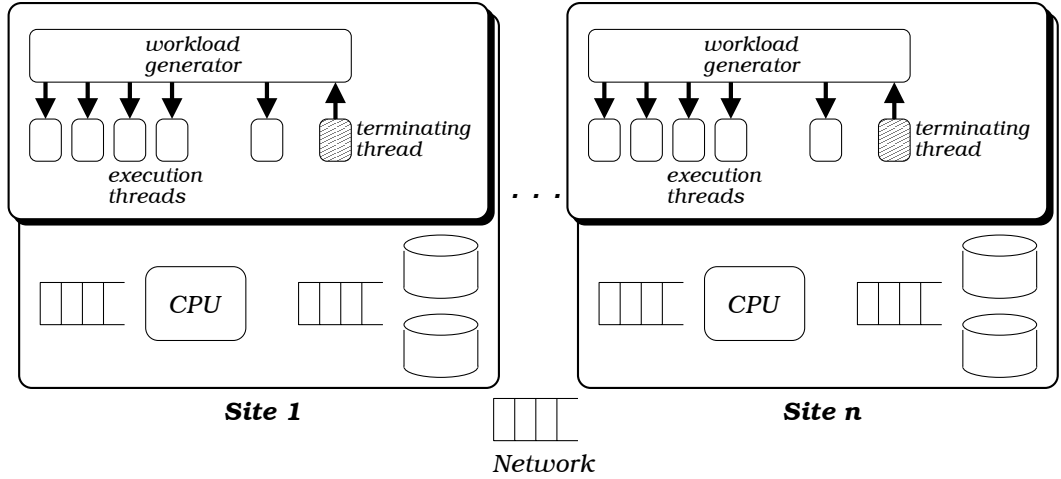 workload
generator
terminating
thread
execution
threads
CPU
Site 1
. . .
workload
generator
terminating
thread
execution
threads
CPU
Site n
Network